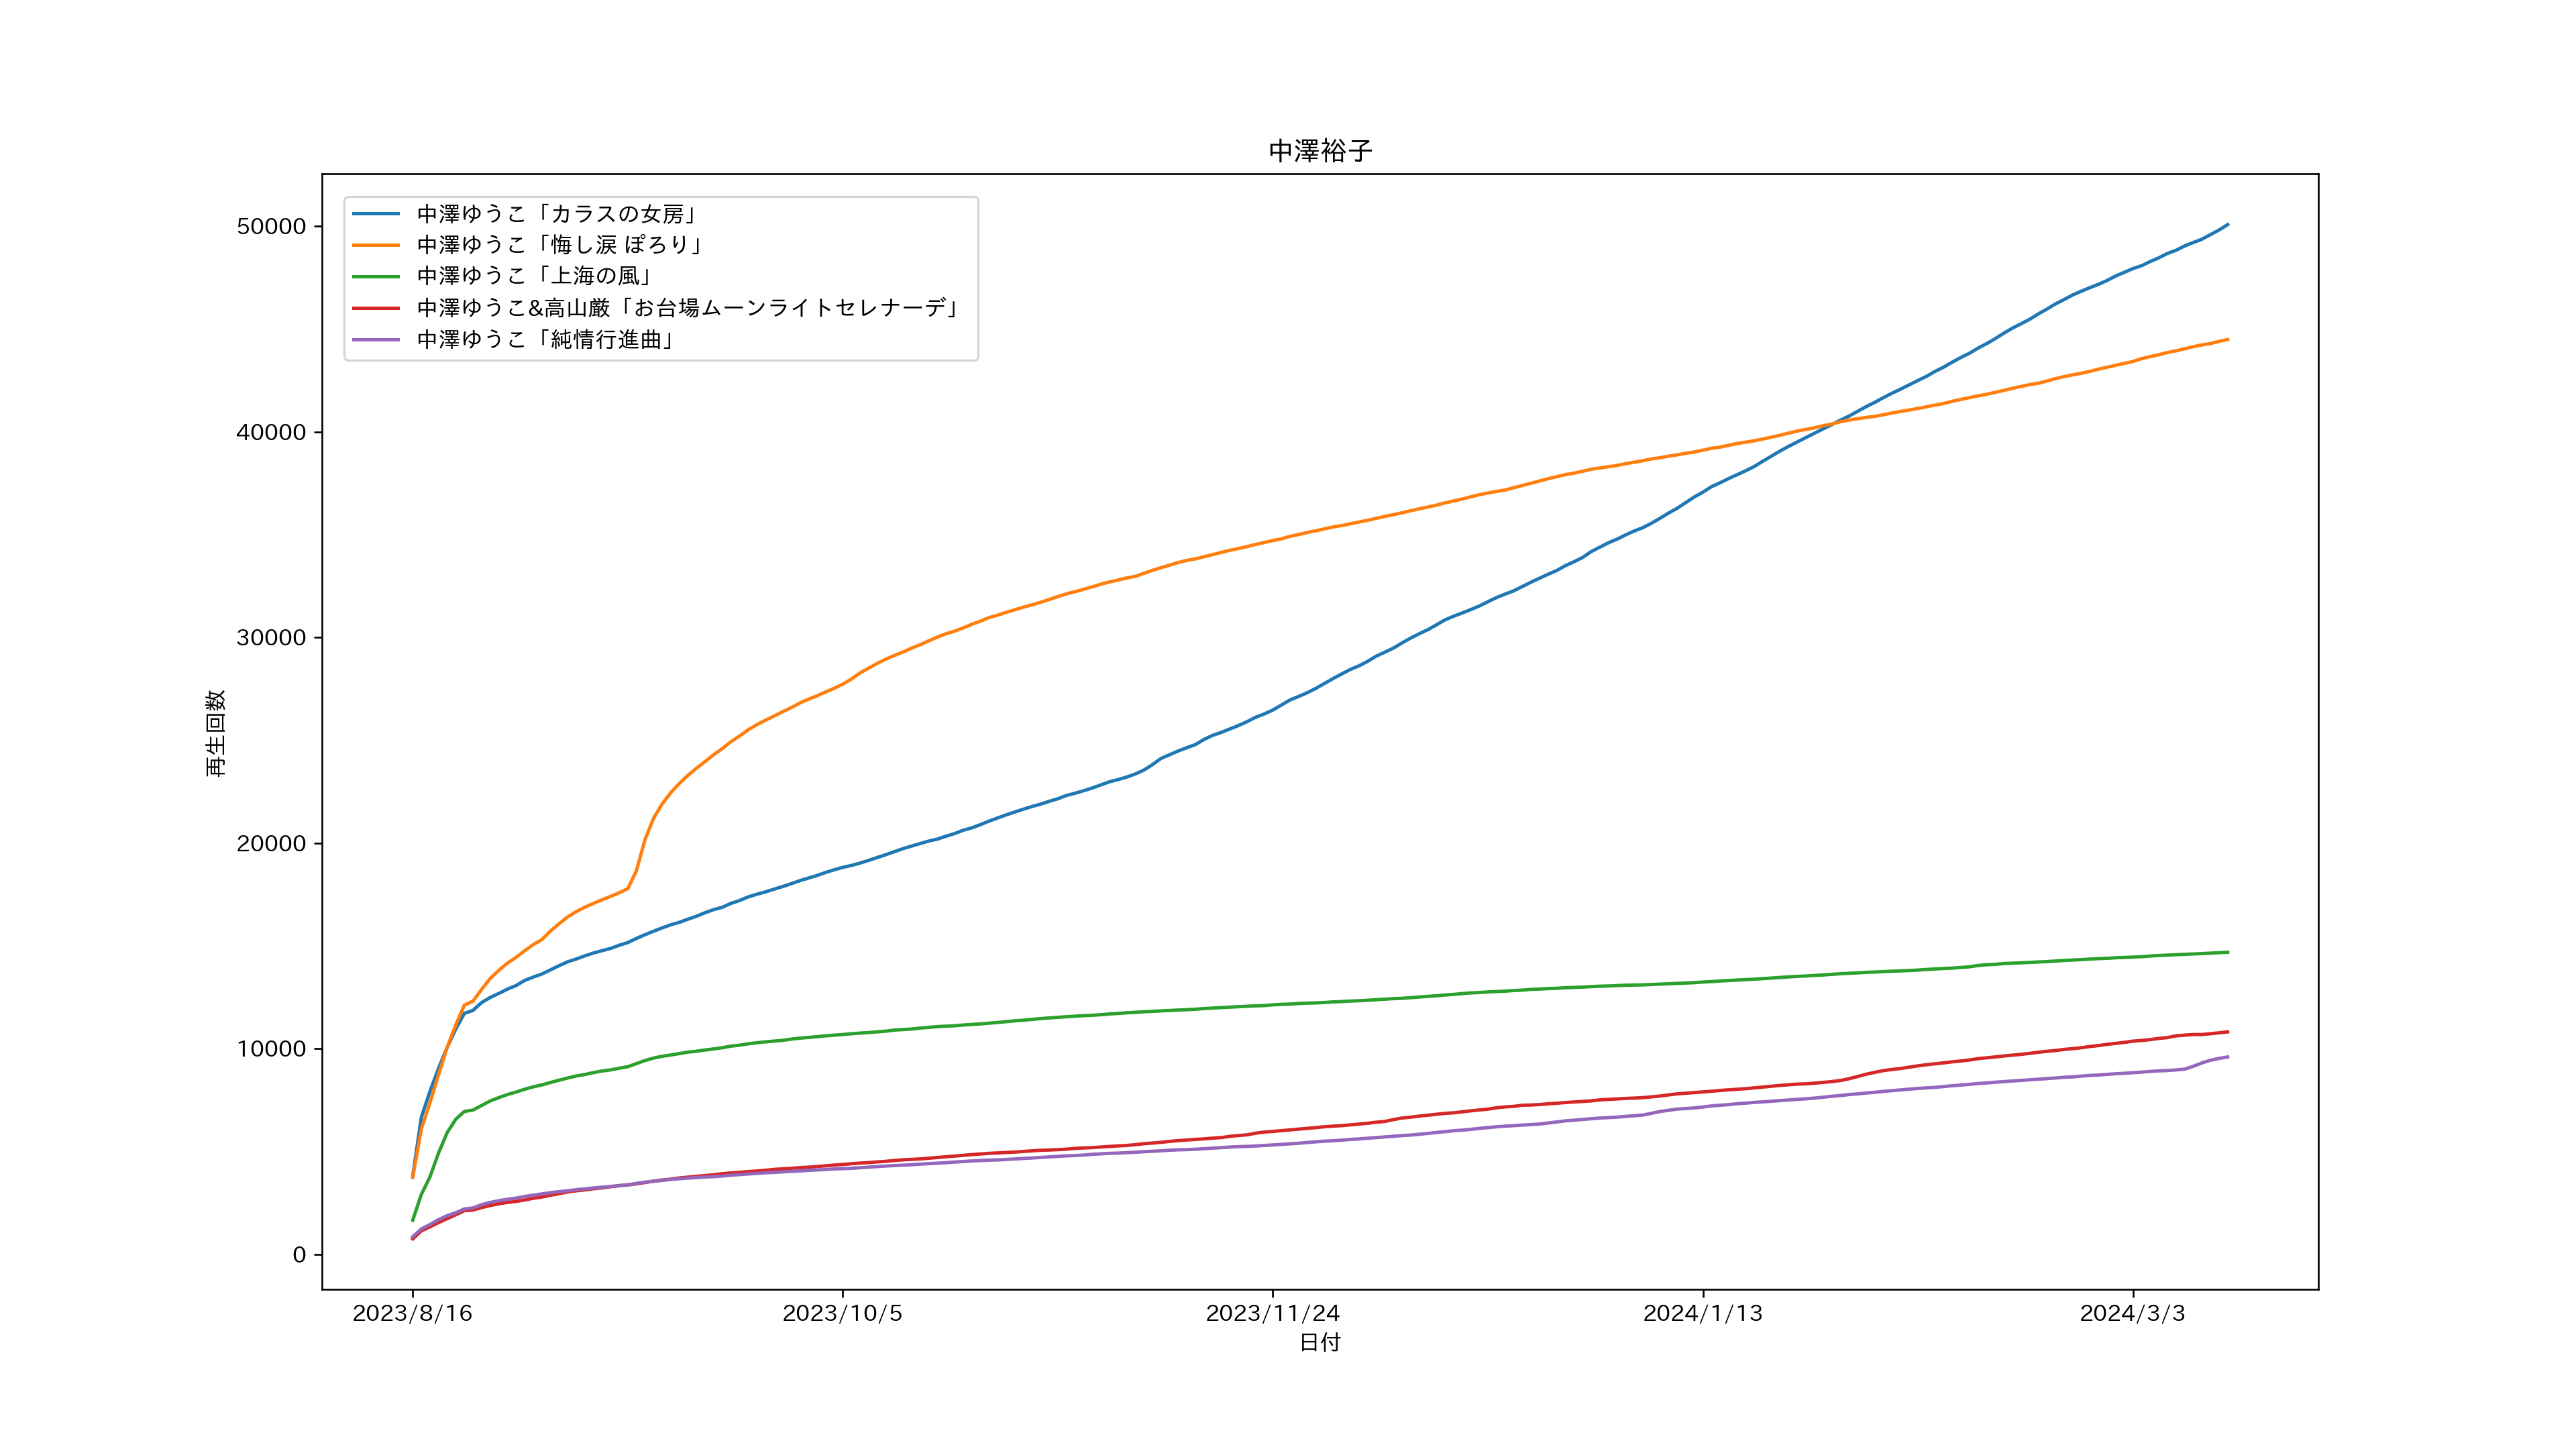 中澤裕子
中澤ゆうこ「カラスの女房」
中澤ゆうこ「悔し涙 ぽろり」
中澤ゆうこ「上海の風」
中澤ゆうこ&高山厳「お台場ムーンライトセレナーデ」
中澤ゆうこ「純情行進曲」
50000
40000
30000
20000
10000
0
再生回数
2023/8/16
2023/10/5
2023/11/24
2024/1/13
2024/3/3
日付